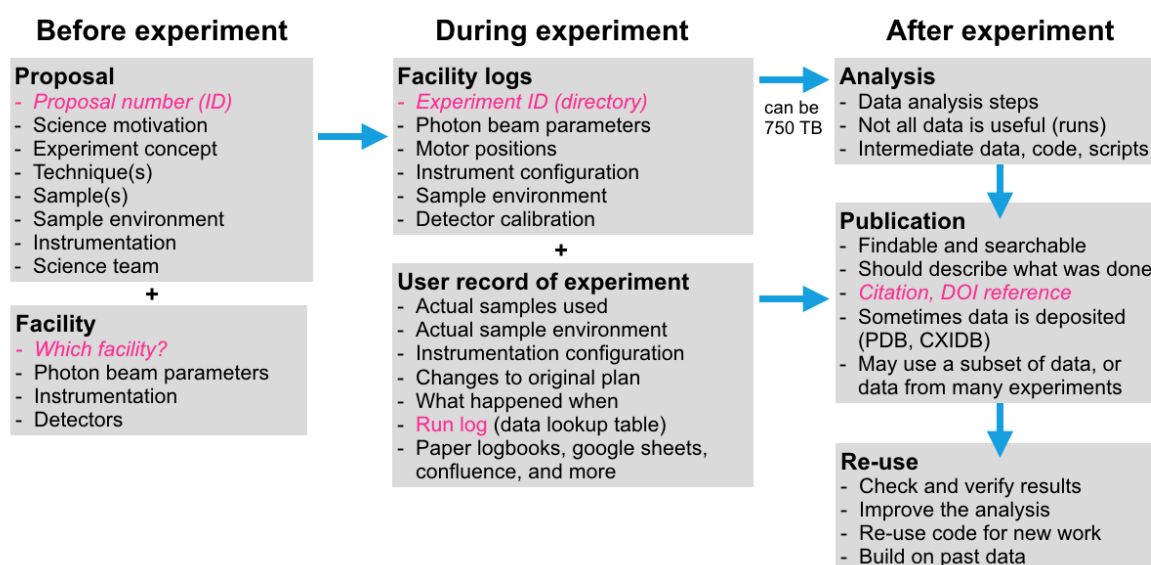 Before experiment
Proposal
- Proposal number (ID)
- Science motivation
- Experiment concept
- Technique(s)
- Sample(s)
- Sample environment
- Instrumentation
- Science team
+
Facility
- Which facility?
- Photon beam parameters
- Instrumentation
- Detectors
During experiment
Facility logs
- Experiment ID (directory)
- Photon beam parameters
- Motor positions
- Instrument configuration
- Sample environment
- Detector calibration
+
User record of experiment
- Actual samples used
- Actual sample environment
- Instrumentation configuration
- Changes to original plan
- What happened when
- Run log (data lookup table)
- Paper logbooks, google sheets,
confluence, and more
can be
750 TB
After experiment
Analysis
- Data analysis steps
- Not all data is useful (runs)
- Intermediate data, code, scripts
Publication
- Findable and searchable
- Should describe what was done
- Citation, DOI reference
- Sometimes data is deposited
(PDB, CXIDB)
- May use a subset of data, or
data from many experiments
Re-use
- Check and verify results
- Improve the analysis
- Re-use code for new work
- Build on past data